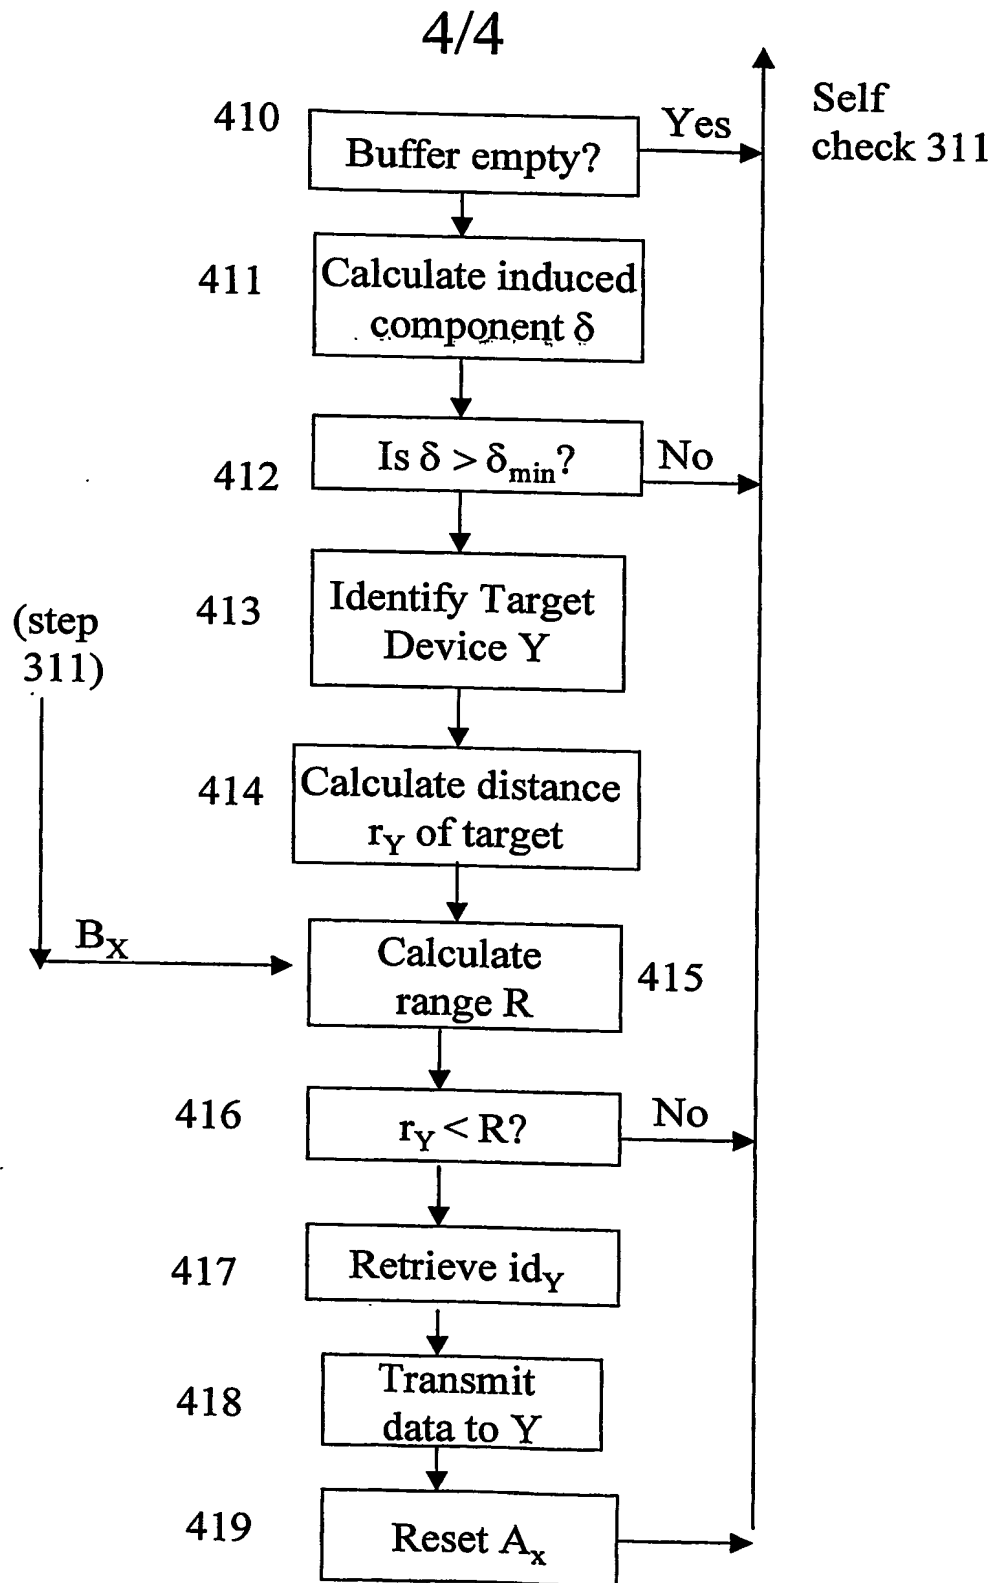 4/4
Self
check 311
410
Buffer empty?
Yes
411
Calculate induced
component δ
412
Is δ > δmin?
No
413
Identify Target
Device Y
(step
311)
414
Calculate distance
rY of target
BX
Calculate
range R
415
416
rY < R?
No
417
Retrieve idY
418
Transmit
data to Y
419
Reset Ax